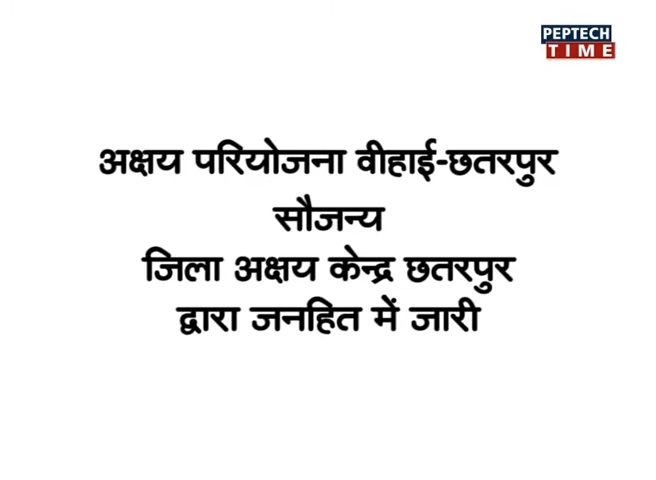 PEPTECH
TIME
अक्षय परियोजना वीहाई-छतरपुर
सौजन्य
जिला अक्षय केन्द्र छतरपुर
द्वारा जनहित में जारी